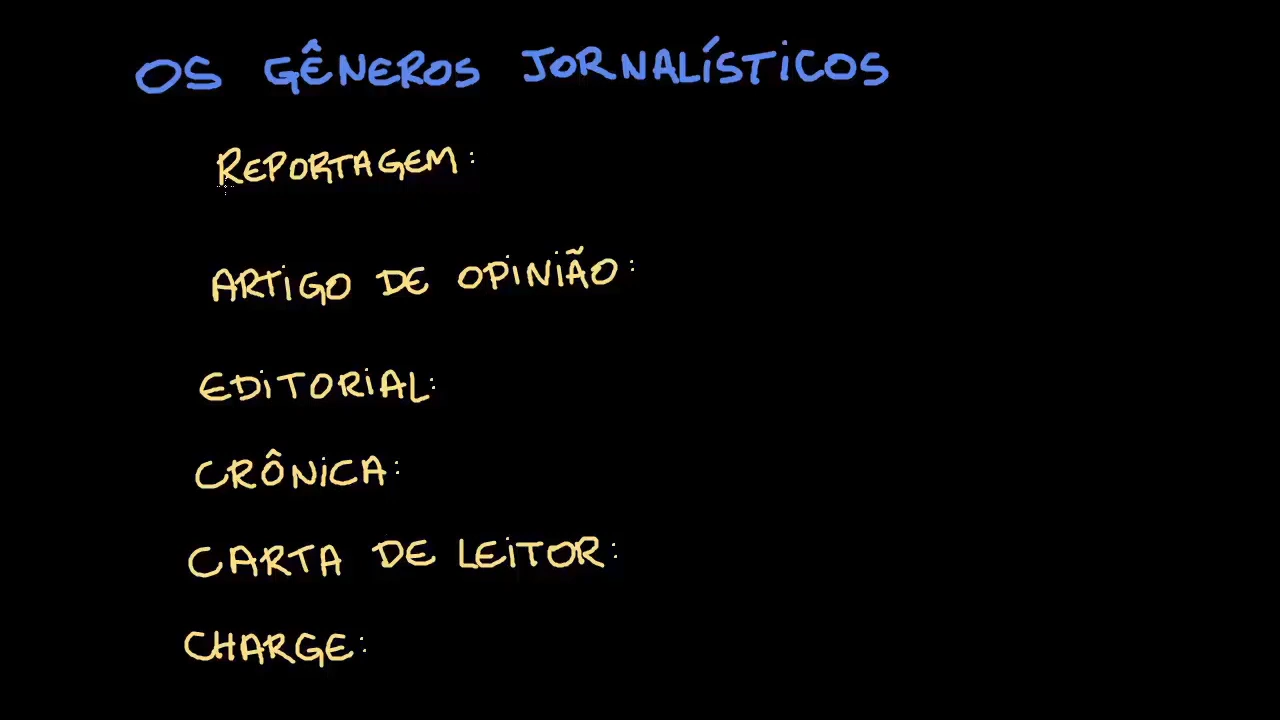 OS GÊNEROS JORNALÍSTICOS
REPORTAGEM:
ARTIGO DE OPINIÃO:
EDITORIAL:
CRÔNICA:
CARTA DE LEITOR:
CHARGE: